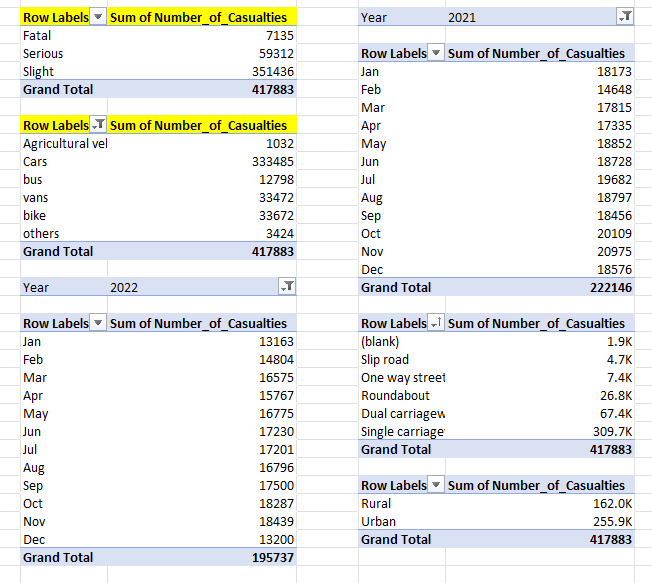 Row Labels Sum of Number_of_Casualties
Fatal 7135
Serious 59312
Slight 351436
Grand Total 417883
Row Labels Sum of Number_of_Casualties
Agricultural vel 1032
Cars 333485
bus 12798
vans 33472
bike 33672
others 3424
Grand Total 417883
Year 2022
Row Labels Sum of Number_of_Casualties
Jan 13163
Feb 14804
Mar 16575
Apr 15767
May 16775
Jun 17230
Jul 17201
Aug 16796
Sep 17500
Oct 18287
Nov 18439
Dec 13200
Grand Total 195737
Year 2021
Row Labels Sum of Number_of_Casualties
Jan 18173
Feb 14648
Mar 17815
Apr 17335
May 18852
Jun 18728
Jul 19682
Aug 18797
Sep 18456
Oct 20109
Nov 20975
Dec 18576
Grand Total 222146
Row Labels Sum of Number_of_Casualties
(blank) 1.9K
Slip road 4.7K
One way street 7.4K
Roundabout 26.8K
Dual carriagew 67.4K
Single carriage 309.7K
Grand Total 417883
Row Labels Sum of Number_of_Casualties
Rural 162.0K
Urban 255.9K
Grand Total 417883